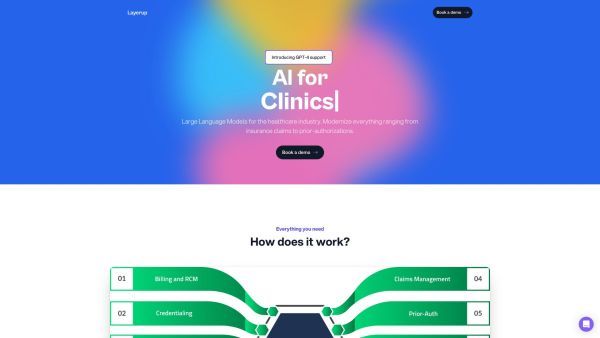 Layerup
Book a demo →
Introducing GPT-4 support
AI for
Clinics|
Large Language Models for the healthcare industry. Modernize everything ranging from
insurance claims to prior-authorizations.
Book a demo →
Everything you need
How does it work?
01 Billing and RCM
Claims Management 04
02 Credentialing
Prior-Auth 05